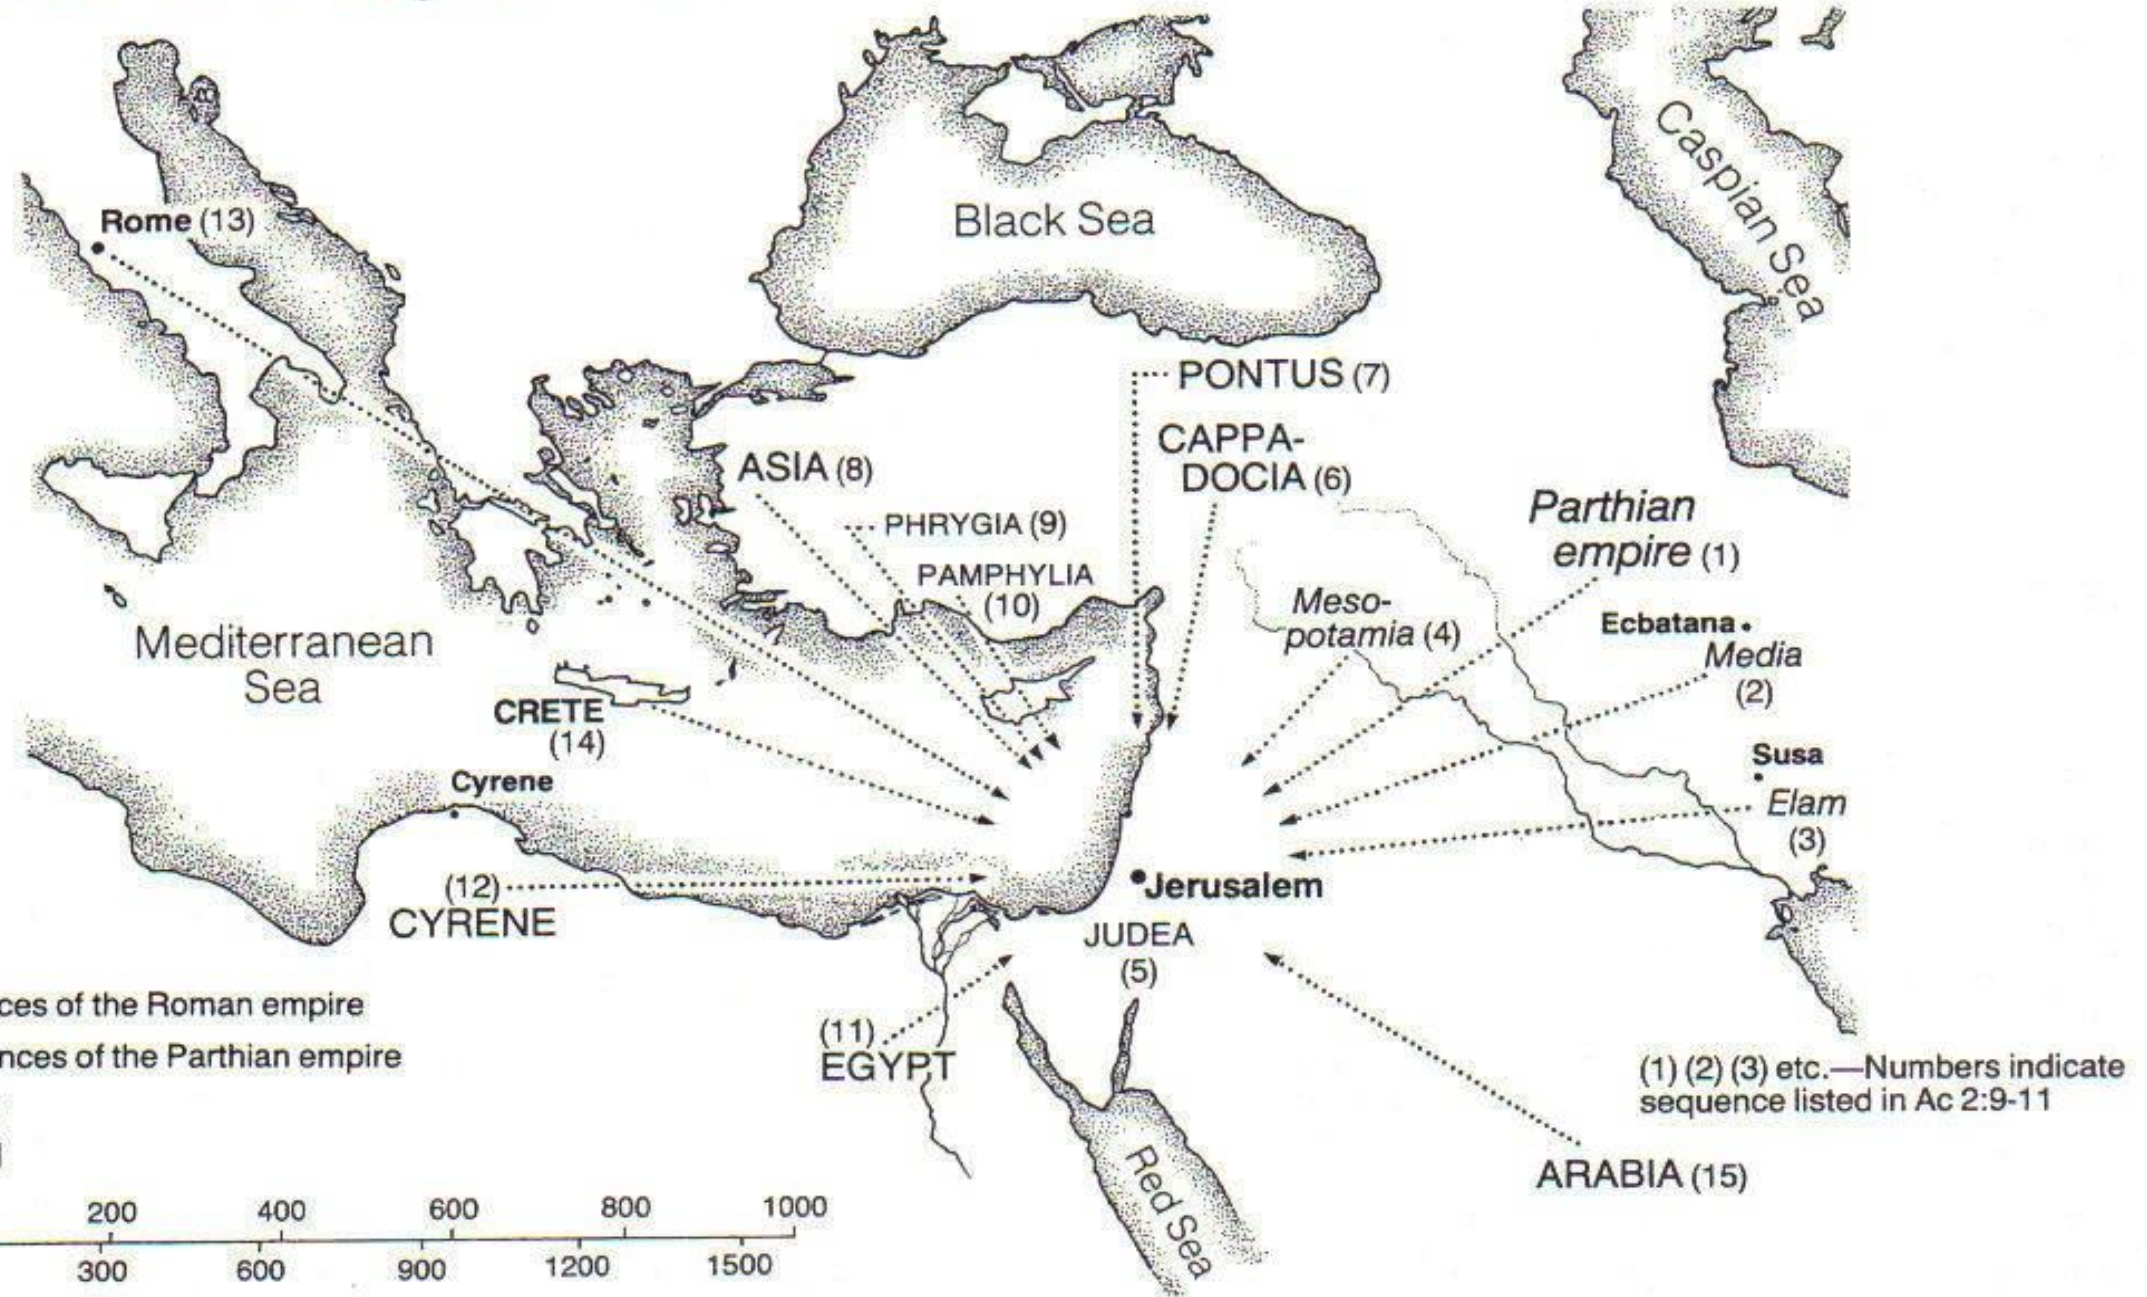 Rome (13)
Black Sea
Caspian Sea
PONTUS (7)
CAPPA-
DOCIA (6)
ASIA (8)
PHRYGIA (9)
PAMPHYLIA
(10)
Parthian
empire (1)
Meso-
potamia (4)
Ecbatana
Media
(2)
Susa
Elam
(3)
Mediterranean
Sea
CRETE
(14)
Cyrene
(12)
CYRENE
Jerusalem
JUDEA
(5)
(11)
EGYPT
Red Sea
ARABIA (15)
ces of the Roman empire
nces of the Parthian empire
(1) (2) (3) etc.—Numbers indicate
sequence listed in Ac 2:9-11
200 400 600 800 1000
300 600 900 1200 1500